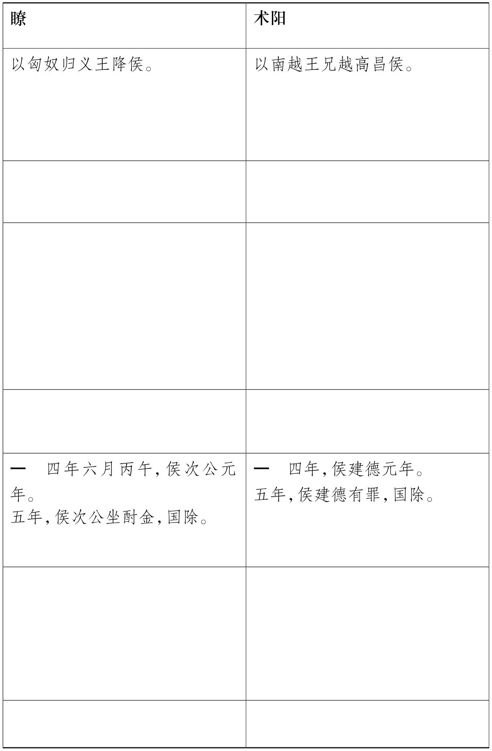 瞭
术阳
以匈奴归义王降侯。
以南越王兄越高昌侯。
一　四年六月丙午，侯次公元
年。
五年，侯次公坐酎金，国除。
一　四年，侯建德元年。
五年，侯建德有罪，国除。